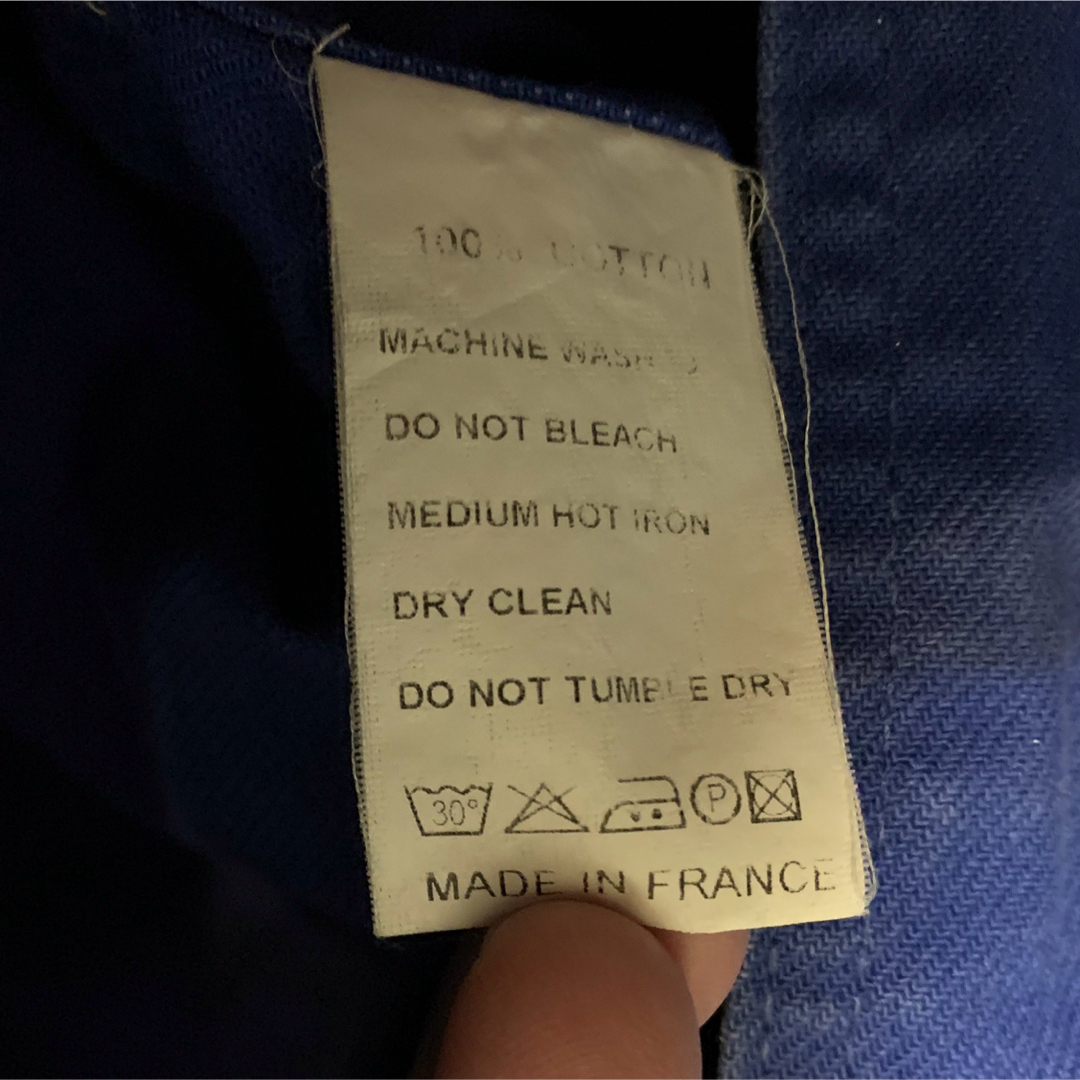 100% COTTON
MACHINE WASH
DO NOT BLEACH
MEDIUM HOT IRON
DRY CLEAN
DO NOT TUMBLE DRY
30° P
MADE IN FRANCE